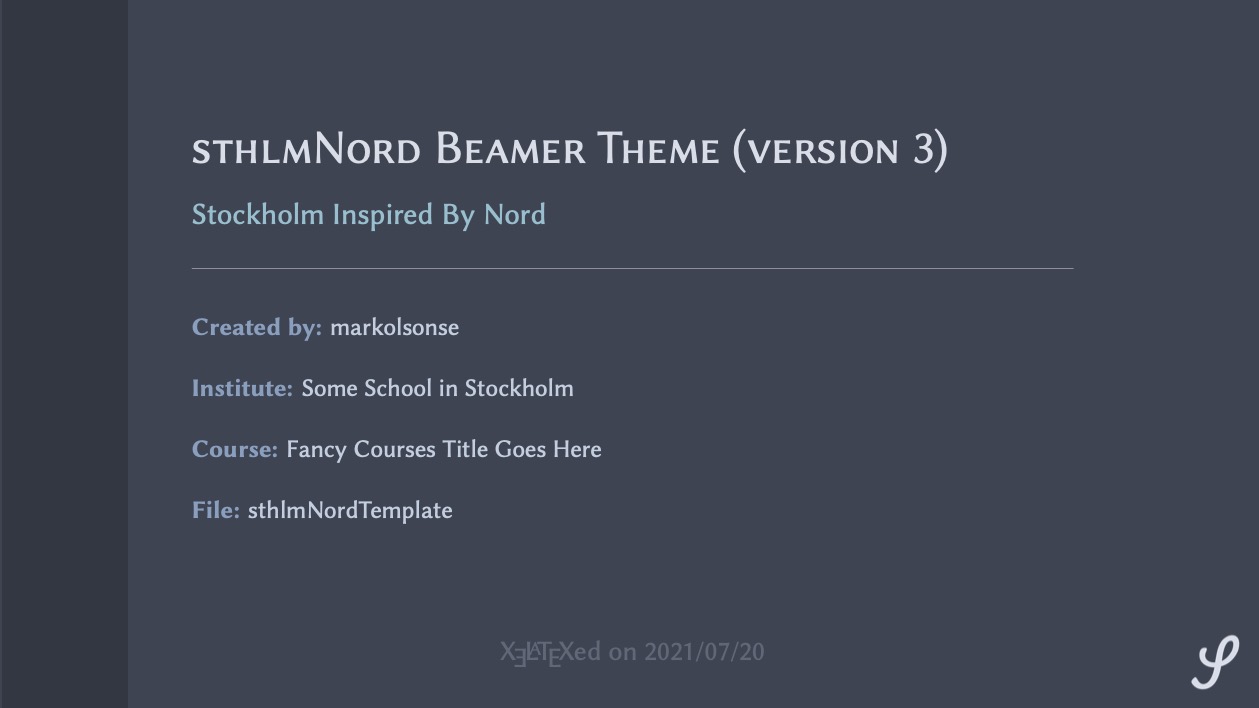 sthlmNord Beamer Theme (version 3)
Stockholm Inspired By Nord
Created by: markolsonse
Institute: Some School in Stockholm
Course: Fancy Courses Title Goes Here
File: sthlmNordTemplate
XƎLATEXed on 2021/07/20